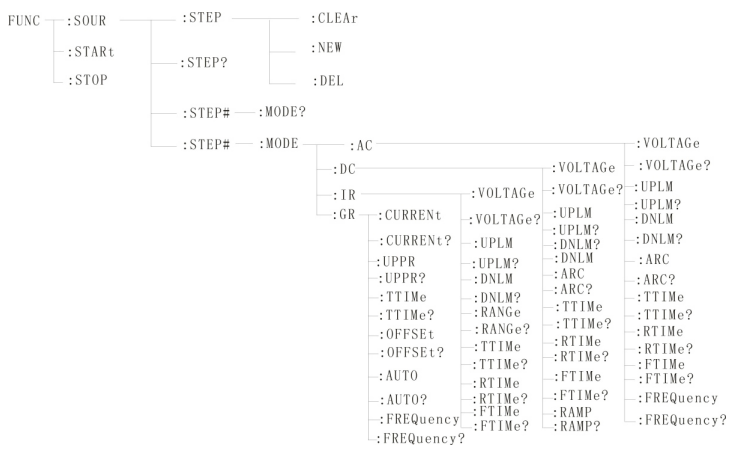 FUNC :SOUR :STEP :CLEAr
:STARt :NEW
:STOP :STEP? :DEL
:STEP# :MODE?
:STEP# :MODE :AC :VOLTAGe
:DC :VOLTAGe :VOLTAGe?
:IR :VOLTAGe :VOLTAGe? :UPLM
:GR :CURRENt :VOLTAGe? :UPLM :UPLM?
:CURRENt? :UPLM :UPLM? :DNLM
:UPPR :UPLM? :DNLM? :DNLM?
:UPPR? :DNLM :DNLM :ARC
:TTIMe :DNLM? :ARC :ARC?
:TTIMe? :RANGe :ARC? :TTIMe
:OFFSEt :RANGe? :TTIMe :TTIMe?
:OFFSEt? :TTIMe :TTIMe? :RTIMe
:AUTO :TTIMe? :RTIMe :RTIMe?
:AUTO? :RTIMe :RTIMe? :FTIMe
:FREQuency :RTIMe? :FTIMe :FTIMe?
:FREQuency? :FTIMe :FTIMe? :FREQuency
:FTIMe? :RAMP :FREQuency?
:RAMP?